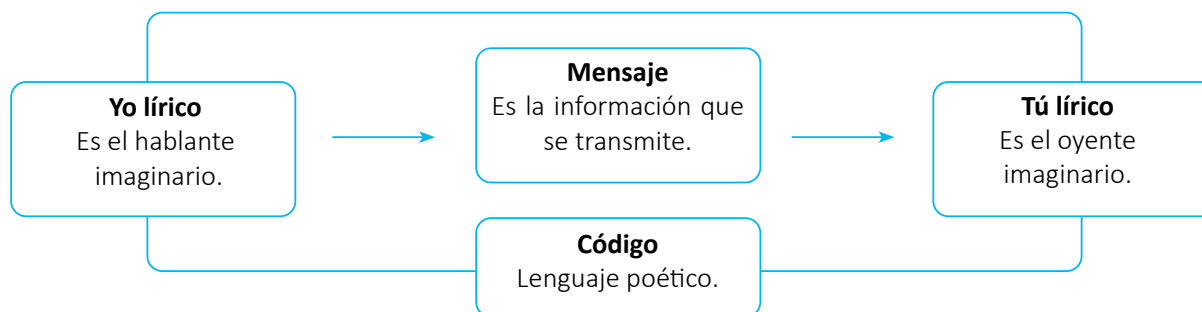 Yo lírico
Es el hablante
imaginario.
Mensaje
Es la información que
se transmite.
Tú lírico
Es el oyente
imaginario.
Código
Lenguaje poético.